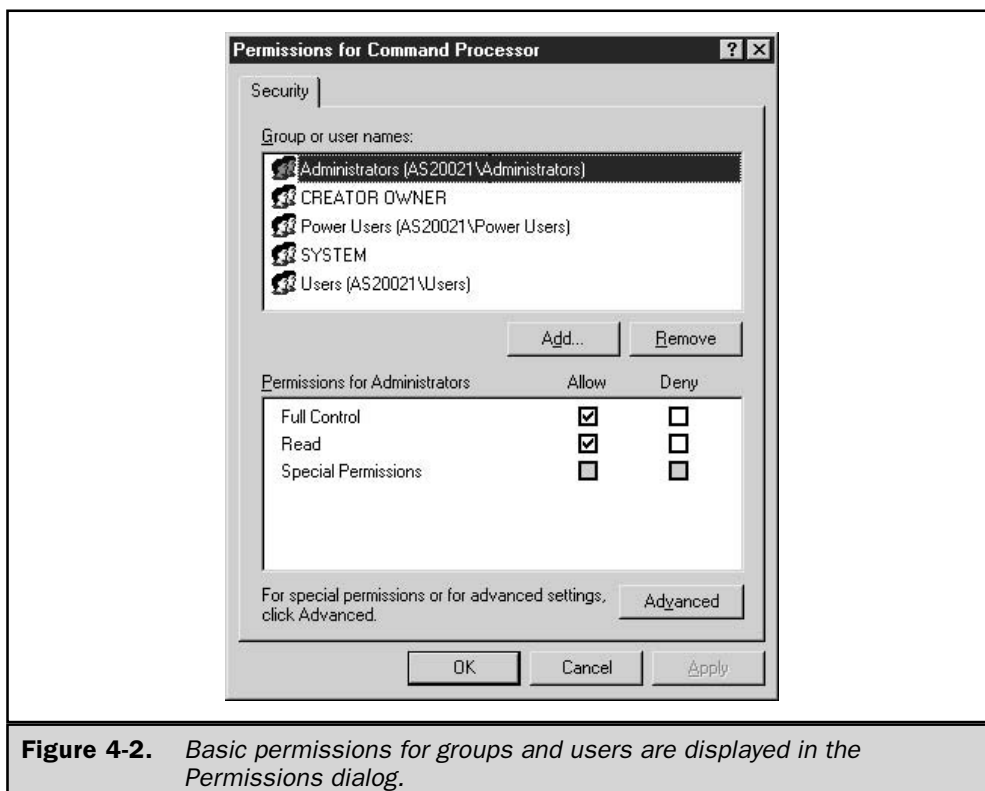 Permissions for Command Processor
Security
Group or user names:
Administrators (AS20021\Administrators)
CREATOR OWNER
Power Users (AS20021\Power Users)
SYSTEM
Users (AS20021\Users)
Add... Remove
Permissions for Administrators Allow Deny
Full Control
Read
Special Permissions
For special permissions or for advanced settings,
click Advanced.
Advanced
OK Cancel Apply
Figure 4-2. Basic permissions for groups and users are displayed in the
Permissions dialog.